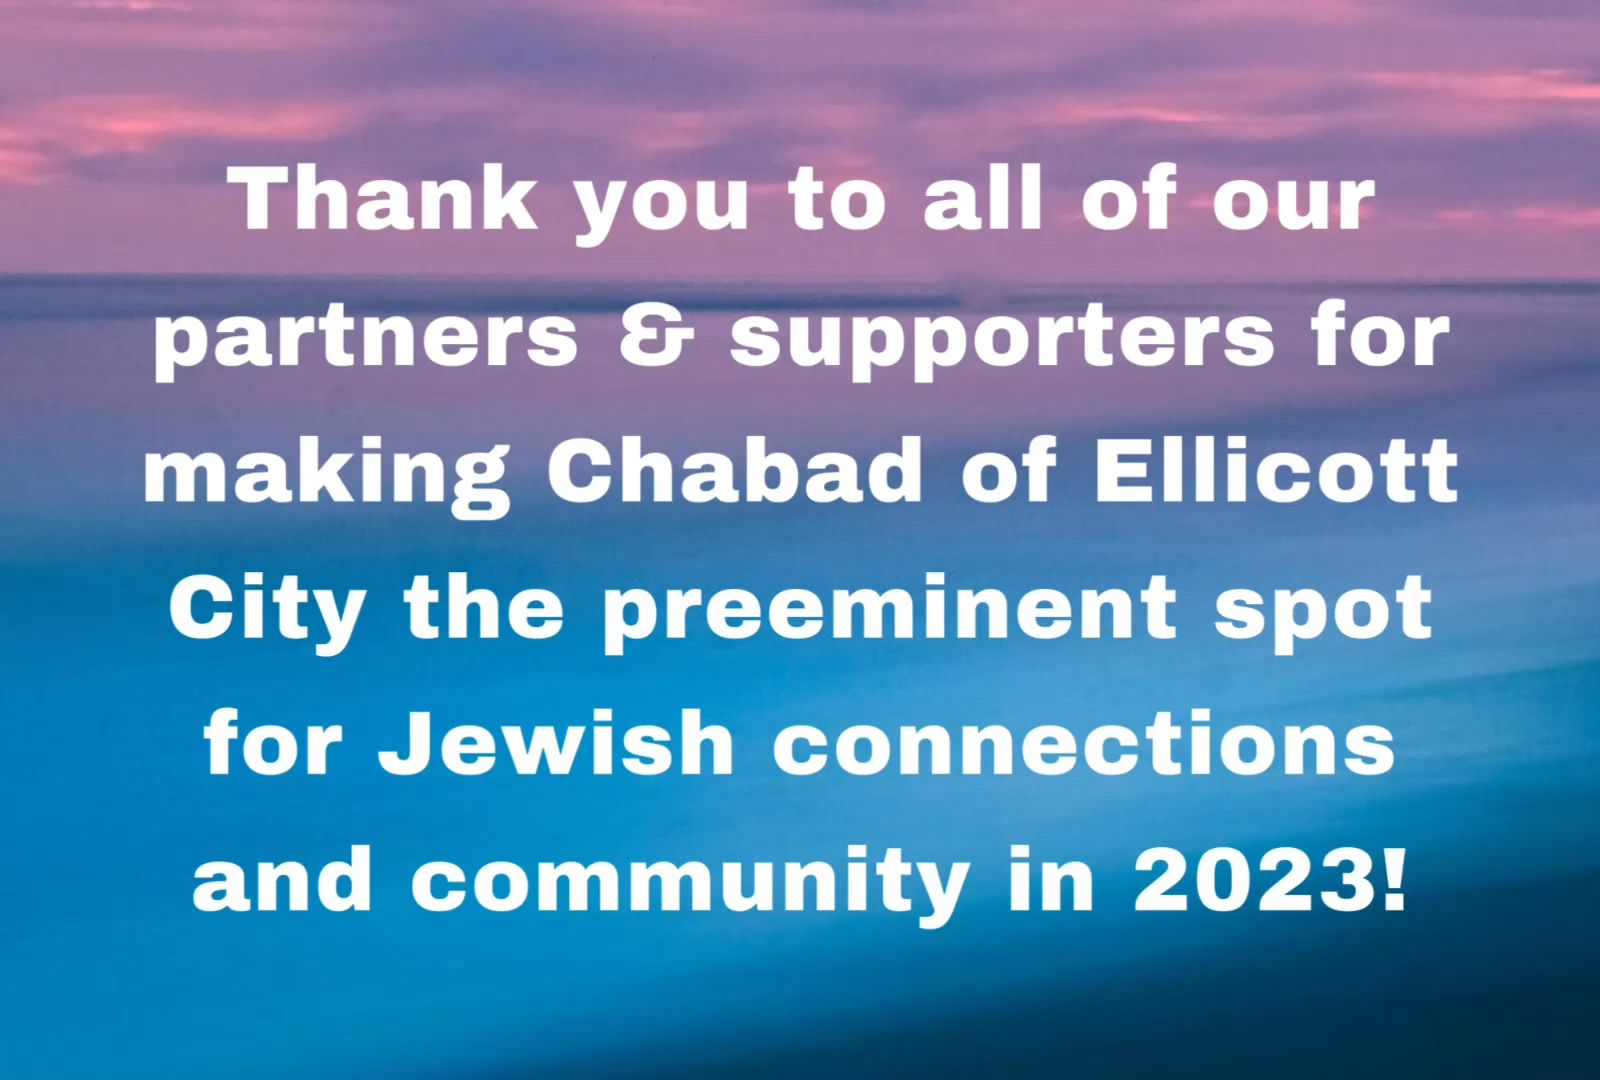 Thank you to all of our
partners & supporters for
making Chabad of Ellicott
City the preeminent spot
for Jewish connections
and community in 2023!